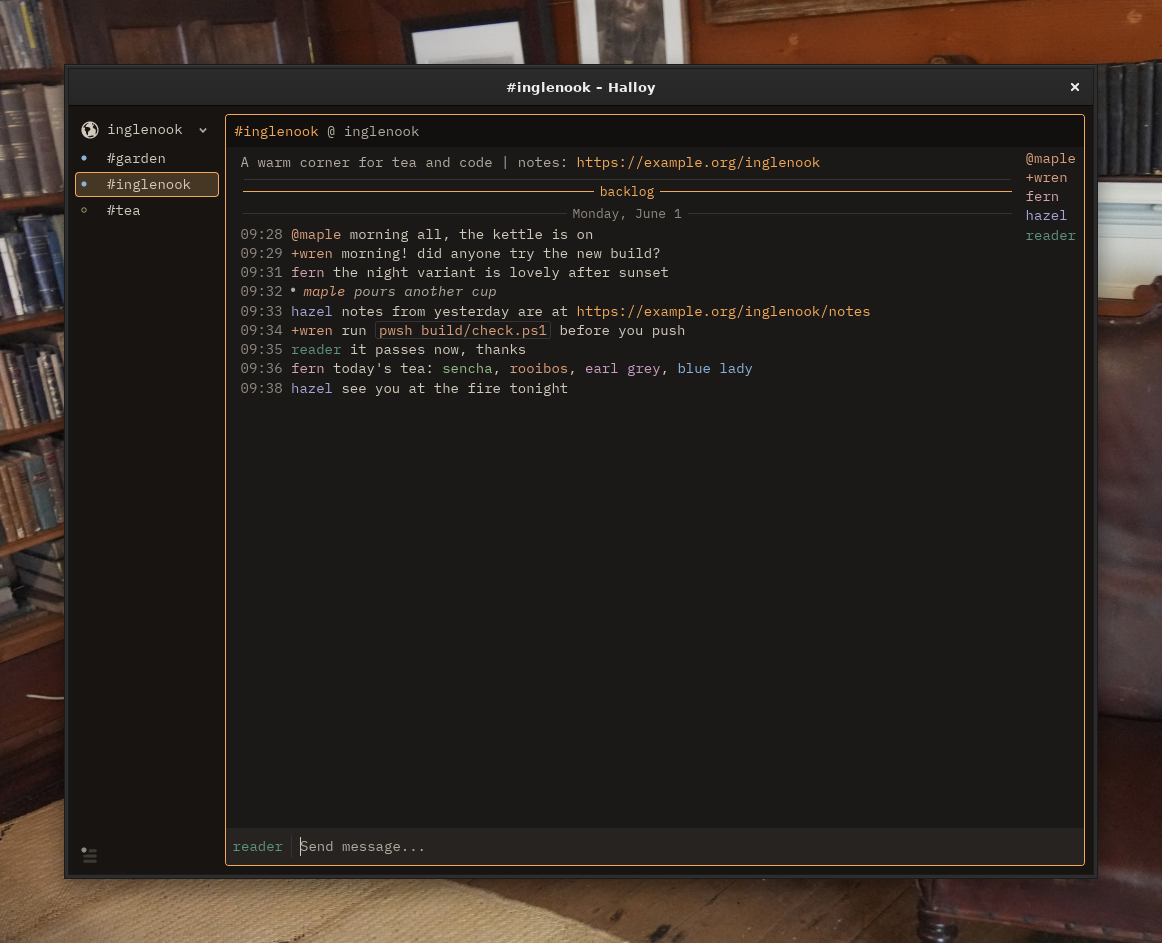 #inglenook – Halloy
inglenook
#garden
#inglenook
#tea
#inglenook @ inglenook
A warm corner for tea and code | notes: https://example.org/inglenook
backlog
Monday, June 1
09:28 @maple morning all, the kettle is on
09:29 +wren morning! did anyone try the new build?
09:31 fern the night variant is lovely after sunset
09:32 • maple pours another cup
09:33 hazel notes from yesterday are at https://example.org/inglenook/notes
09:34 +wren run pwsh build/check.ps1 before you push
09:35 reader it passes now, thanks
09:36 fern today's tea: sencha, rooibos, earl grey, blue lady
09:38 hazel see you at the fire tonight
@maple
+wren
fern
hazel
reader
reader Send message...